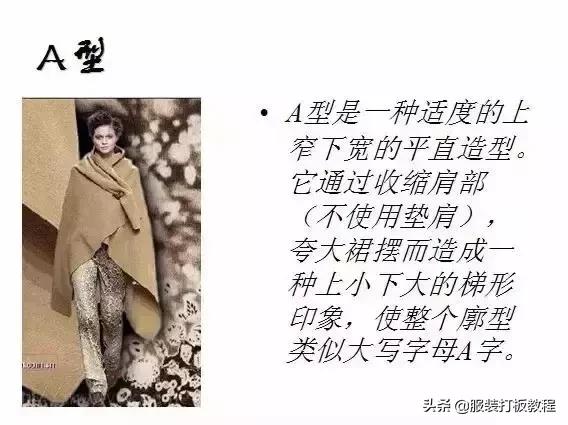 A型
• A型是一种适度的上
窄下宽的平直造型。
它通过收缩肩部
（不使用垫肩），
夸大裙摆而造成一
种上小下大的梯形
印象，使整个廓型
类似大写字母A字。
头条 @服装打板教程